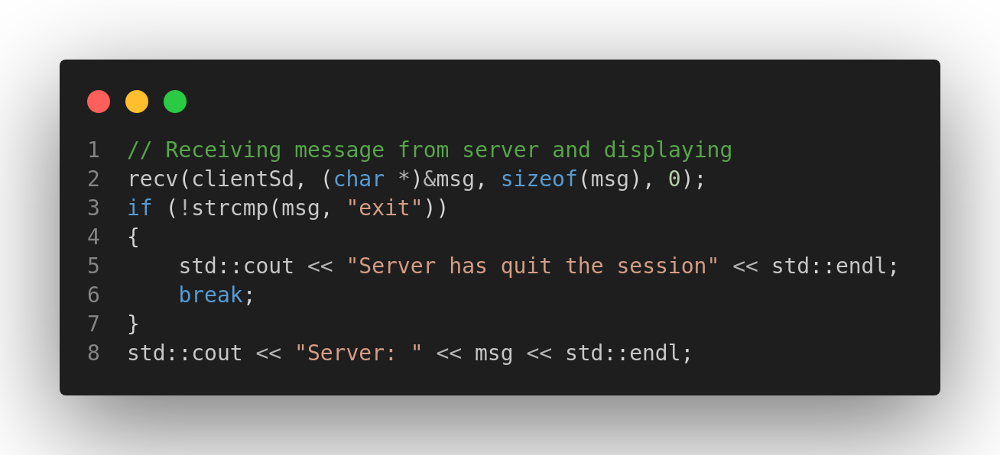 1 // Receiving message from server and displaying
2 recv(clientSd, (char *)&msg, sizeof(msg), 0);
3 if (!strcmp(msg, "exit"))
4 {
5     std::cout << "Server has quit the session" << std::endl;
6     break;
7 }
8 std::cout << "Server: " << msg << std::endl;